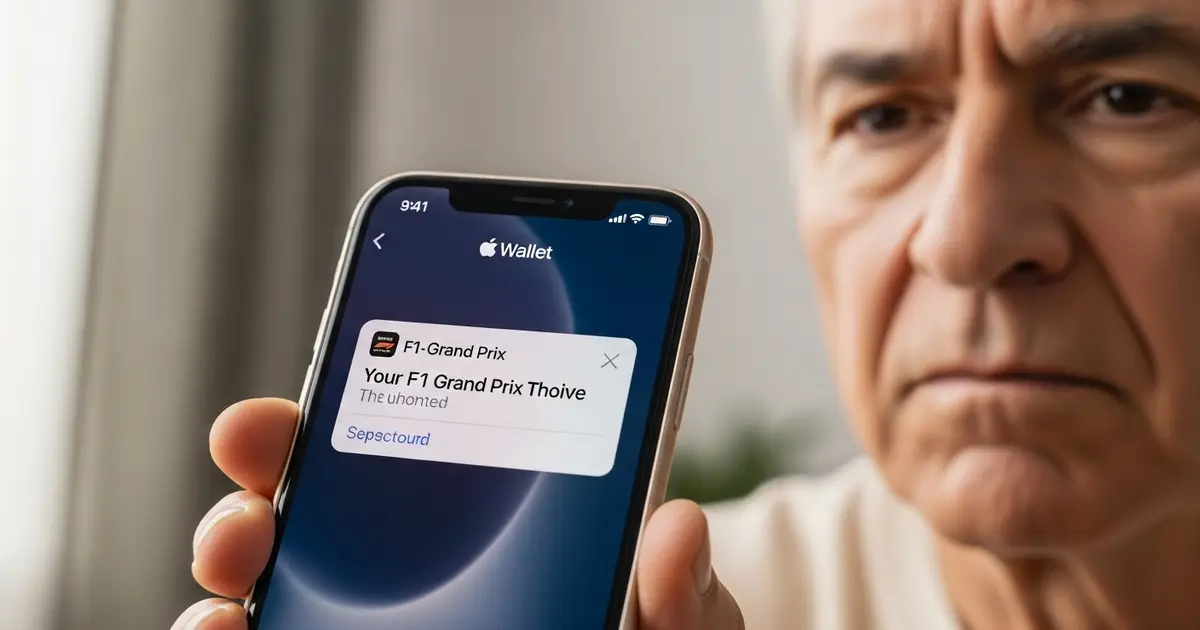 9:41
Wallet
F1-Grand Prix
Your F1 Grand Prix Thoive
The uhonted
Sepsctourd